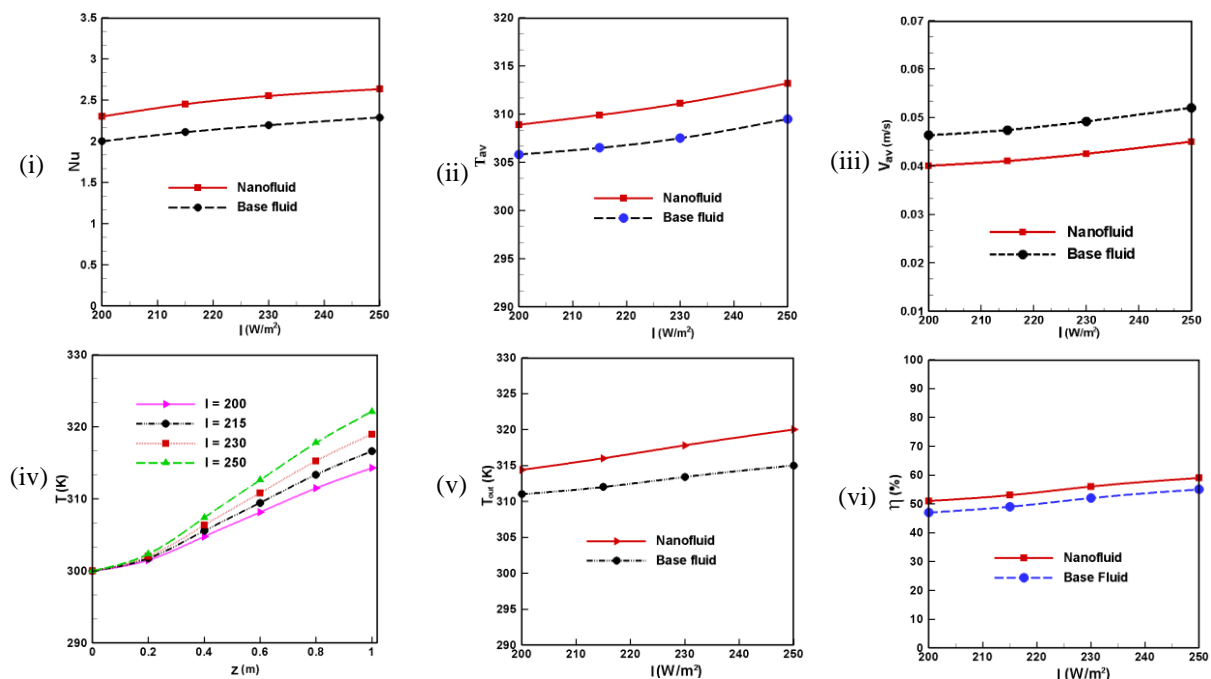 (i)
Nu
3.5
3
2.5
2
1.5
1
0.5
0
Nanofluid
Base fluid
200 210 220 230 240 250
I (W/m²)
(ii)
Tav
320
315
310
305
300
295
290
Nanofluid
Base fluid
200 210 220 230 240 250
I (W/m²)
(iii)
Vav (m/s)
0.07
0.06
0.05
0.04
0.03
0.02
0.01
Nanofluid
Base fluid
200 210 220 230 240 250
I (W/m²)
(iv)
T (K)
330
320
310
300
290
I = 200
I = 215
I = 230
I = 250
0 0.2 0.4 0.6 0.8 1
z (m)
(v)
Tout (K)
330
325
320
315
310
305
300
295
290
Nanofluid
Base fluid
200 210 220 230 240 250
I (W/m²)
(vi)
η (%)
100
90
80
70
60
50
40
30
20
10
0
Nanofluid
Base Fluid
200 210 220 230 240 250
I (W/m²)